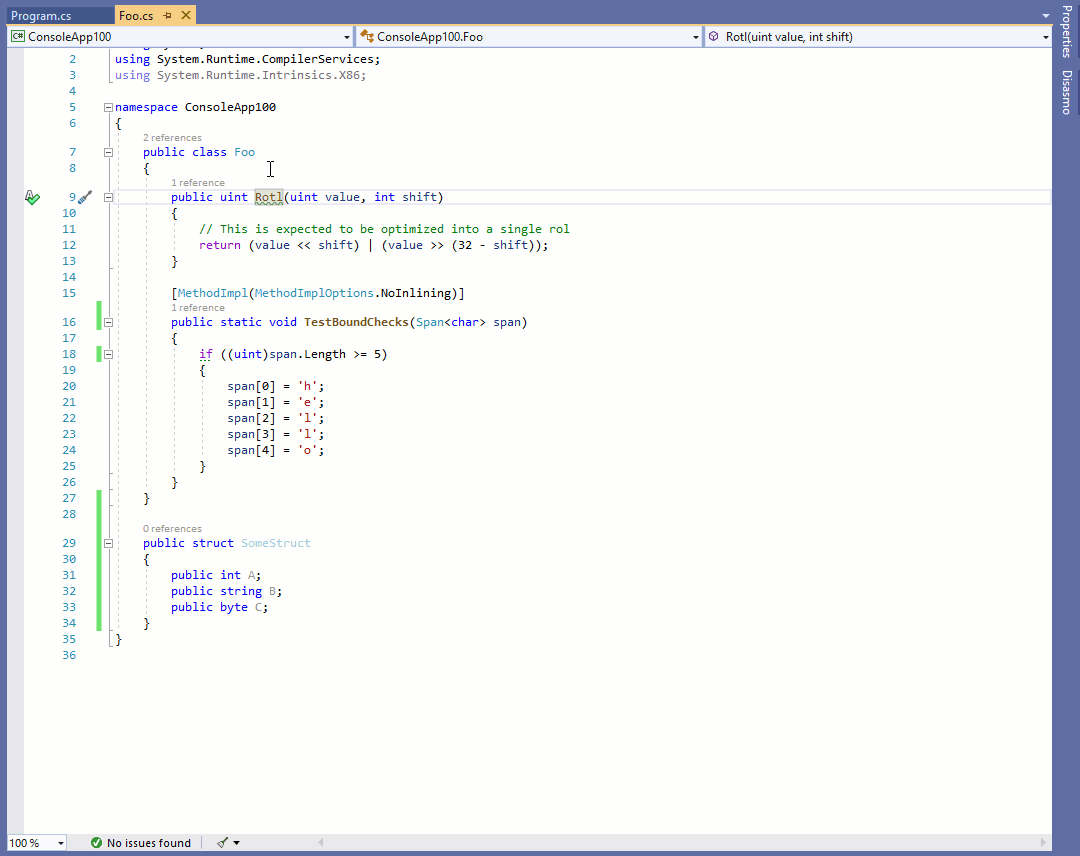 Program.cs Foo.cs
ConsoleApp100 ConsoleApp100.Foo Rotl(uint value, int shift)
Properties
Disasmo
2 using System.Runtime.CompilerServices;
3 using System.Runtime.Intrinsics.X86;
4
5 namespace ConsoleApp100
6 {
2 references
7 public class Foo
8 {
1 reference
9 public uint Rotl(uint value, int shift)
10 {
11 // This is expected to be optimized into a single rol
12 return (value << shift) | (value >> (32 - shift));
13 }
14
15 [MethodImpl(MethodImplOptions.NoInlining)]
1 reference
16 public static void TestBoundChecks(Span<char> span)
17 {
18 if ((uint)span.Length >= 5)
19 {
20 span[0] = 'h';
21 span[1] = 'e';
22 span[2] = 'l';
23 span[3] = 'l';
24 span[4] = 'o';
25 }
26 }
27 }
28
0 references
29 public struct SomeStruct
30 {
31 public int A;
32 public string B;
33 public byte C;
34 }
35 }
36
100 % No issues found